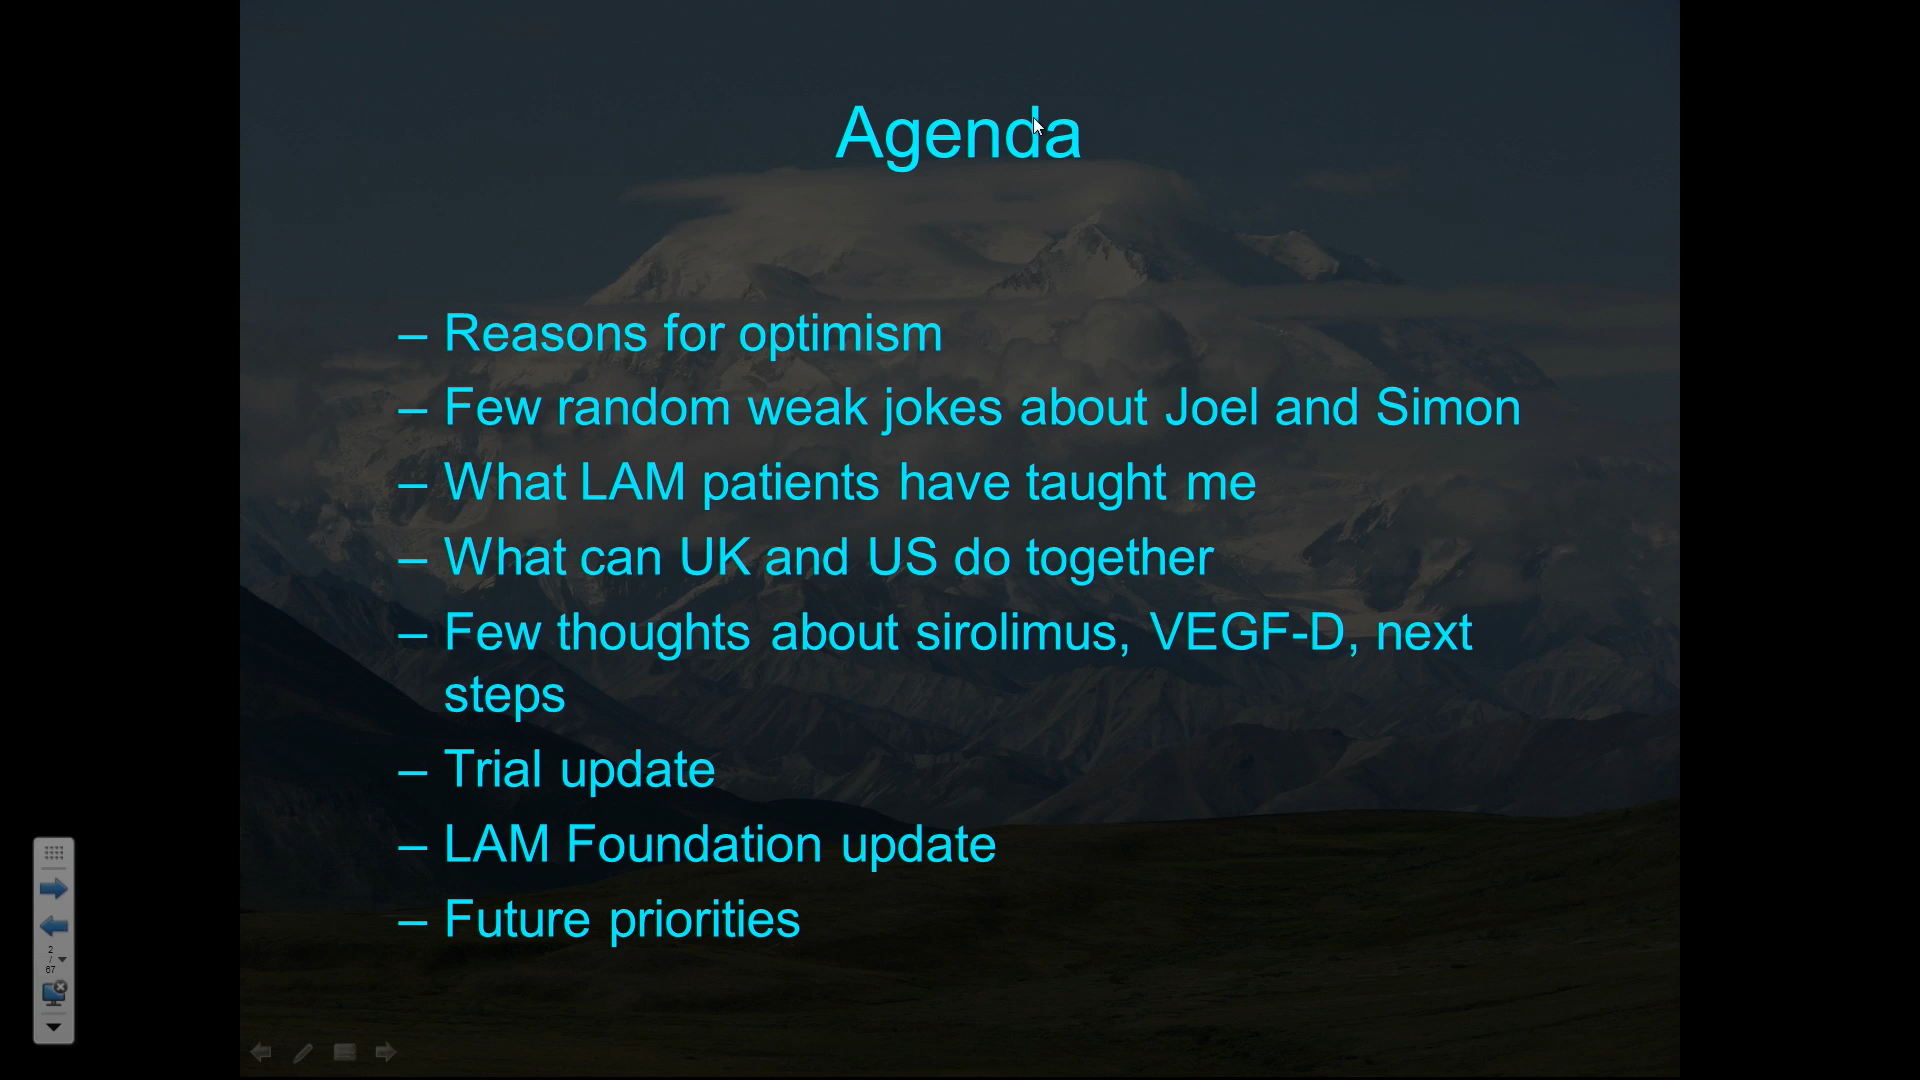 Agenda
– Reasons for optimism
– Few random weak jokes about Joel and Simon
– What LAM patients have taught me
– What can UK and US do together
– Few thoughts about sirolimus, VEGF-D, next
steps
– Trial update
– LAM Foundation update
– Future priorities
2
/
67